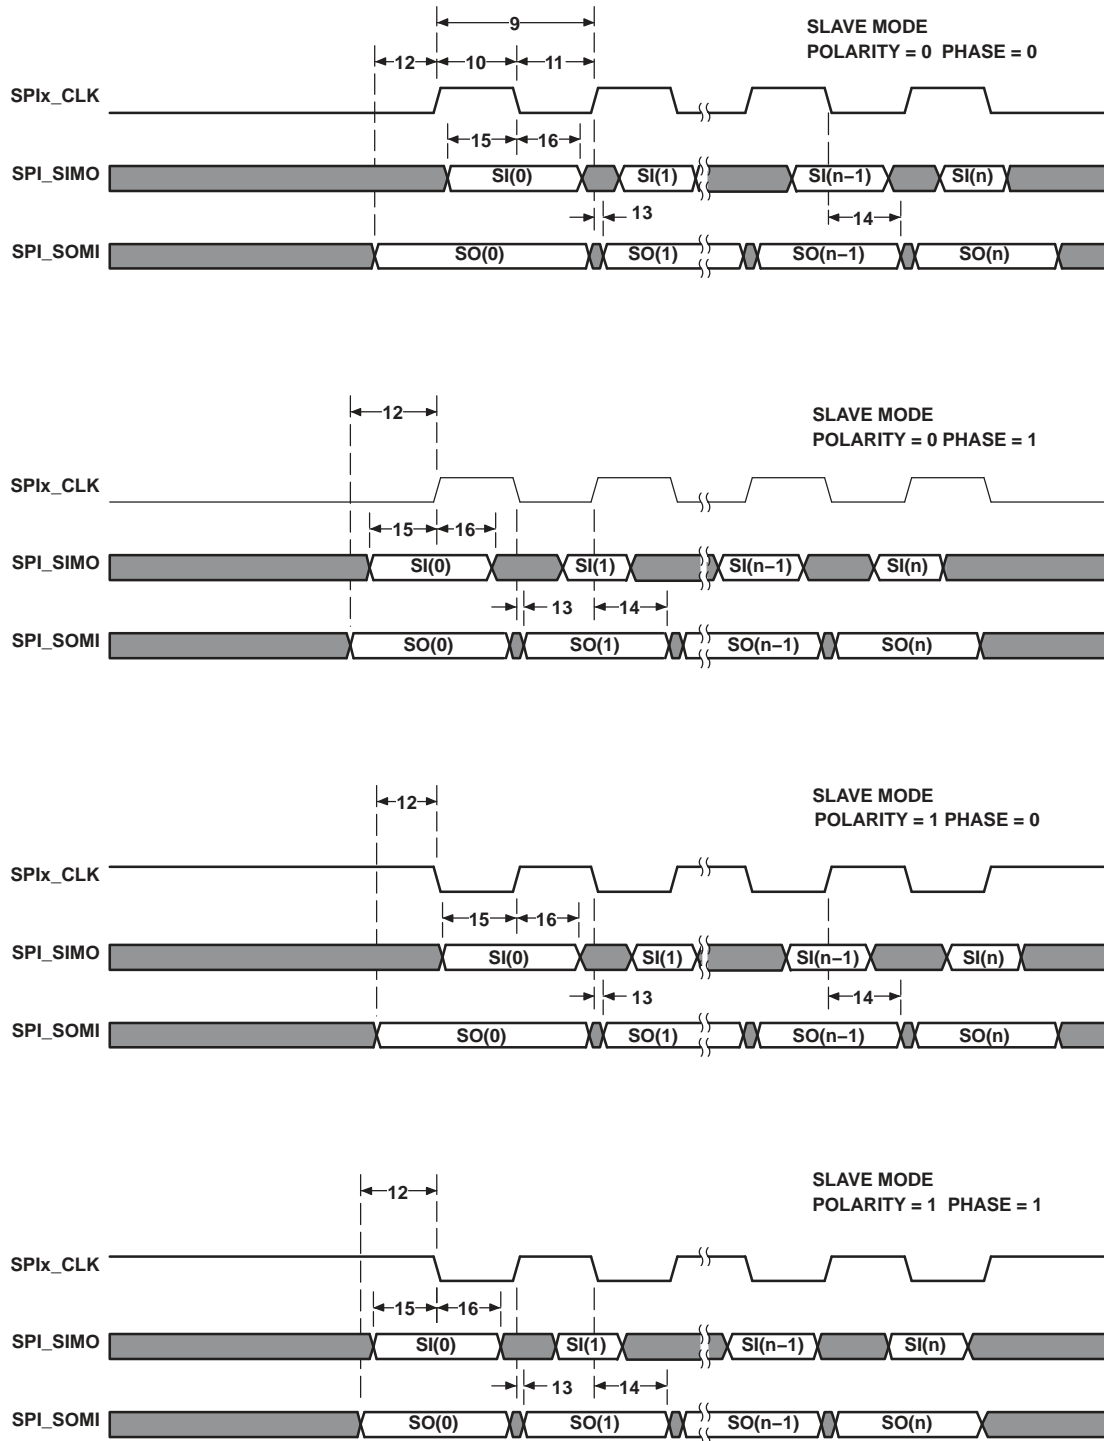 9
SLAVE MODE
POLARITY = 0 PHASE = 0
12 10 11
SPIx_CLK
15 16
SPI_SIMO SI(0) SI(1) SI(n−1) SI(n)
13 14
SPI_SOMI SO(0) SO(1) SO(n−1) SO(n)
12
SLAVE MODE
POLARITY = 0 PHASE = 1
SPIx_CLK
15 16
SPI_SIMO SI(0) SI(1) SI(n−1) SI(n)
13 14
SPI_SOMI SO(0) SO(1) SO(n−1) SO(n)
SLAVE MODE
12
POLARITY = 1 PHASE = 0
SPIx_CLK
15 16
SPI_SIMO SI(0) SI(1) SI(n−1) SI(n)
13 14
SPI_SOMI SO(0) SO(1) SO(n−1) SO(n)
SLAVE MODE
12
POLARITY = 1 PHASE = 1
SPIx_CLK
15 16
SPI_SIMO SI(0) SI(1) SI(n−1) SI(n)
13 14
SPI_SOMI SO(0) SO(1) SO(n−1) SO(n)